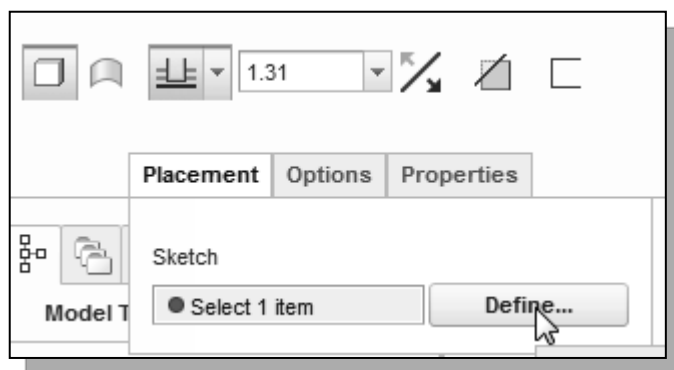 1.31
Placement Options Properties
Sketch
Select 1 item Define...
Model T